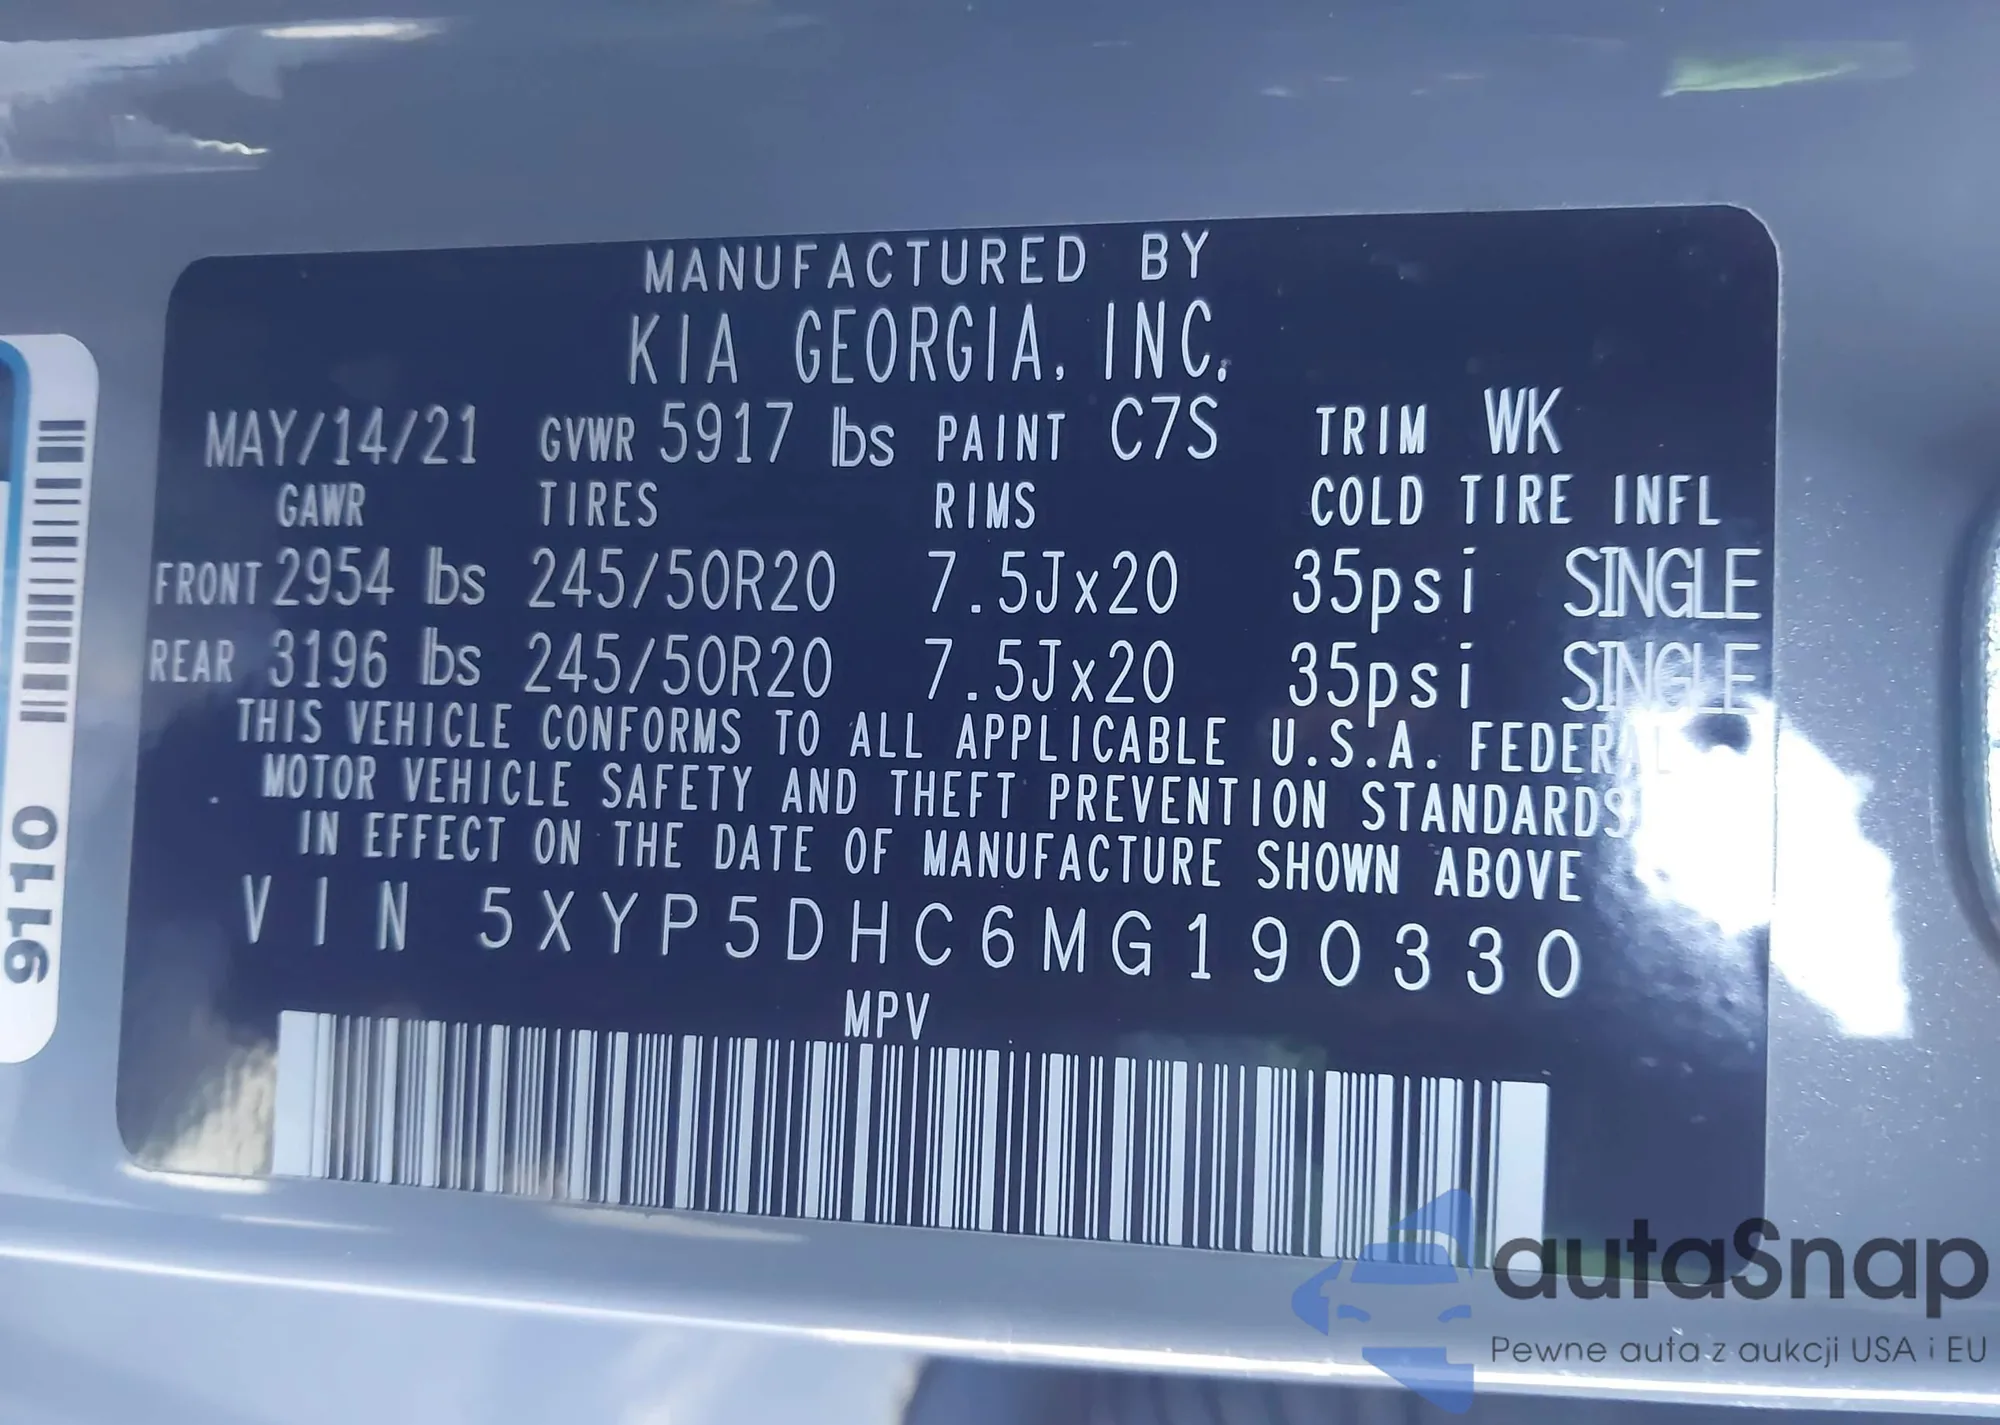 MANUFACTURED BY
KIA GEORGIA, INC.
MAY/14/21 GVWR 5917 lbs PAINT C7S TRIM WK
GAWR TIRES RIMS COLD TIRE INFL
FRONT 2954 lbs 245/50R20 7.5Jx20 35psi SINGLE
REAR 3196 lbs 245/50R20 7.5Jx20 35psi SINGLE
THIS VEHICLE CONFORMS TO ALL APPLICABLE U.S.A. FEDERAL
MOTOR VEHICLE SAFETY AND THEFT PREVENTION STANDARDS
IN EFFECT ON THE DATE OF MANUFACTURE SHOWN ABOVE
VIN 5XYP5DHC6MG190330
MPV
9110
autaSnap
Pewne auta z aukcji USA i EU